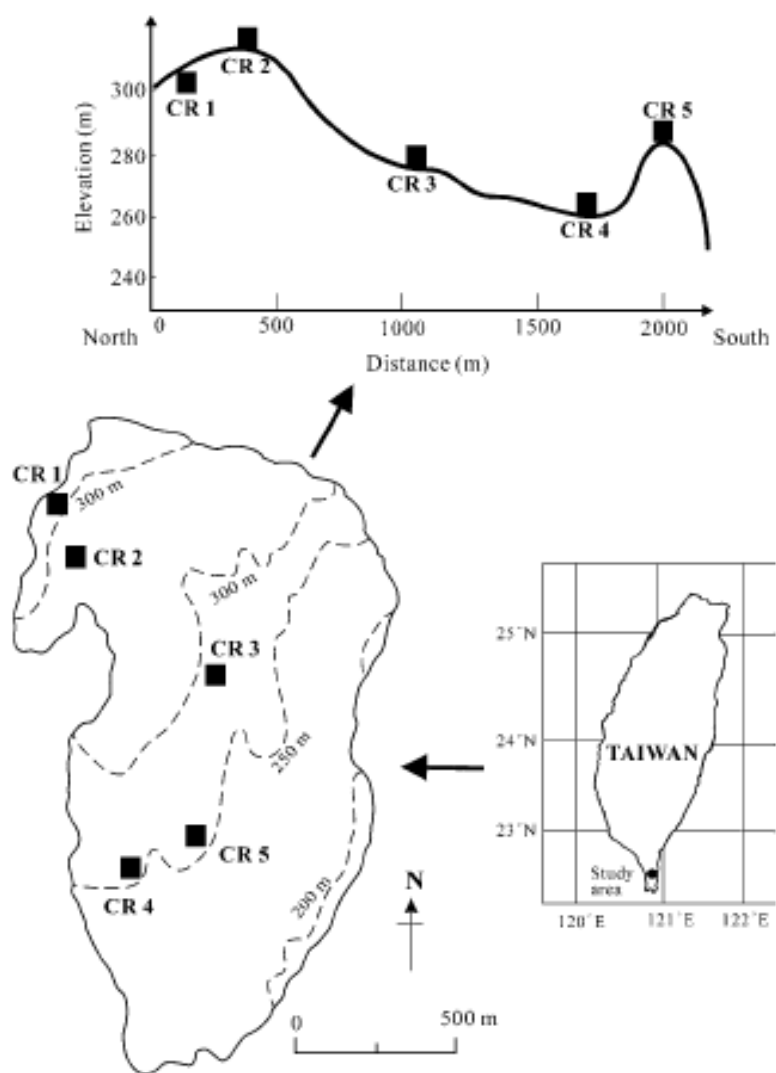 CR 5
CR 2
300
CR 1
280
CR 3
260
CR 4
240
Elevation (m)
0
500
1000
1500
2000
North
South
Distance (m)
CR 1
300 m
CR 2
300 m
CR 3
250 m
CR 5
CR 4
200 m
N
0
500 m
25°N
24°N
TAIWAN
23°N
Study
area
120°E
121°E
122°E